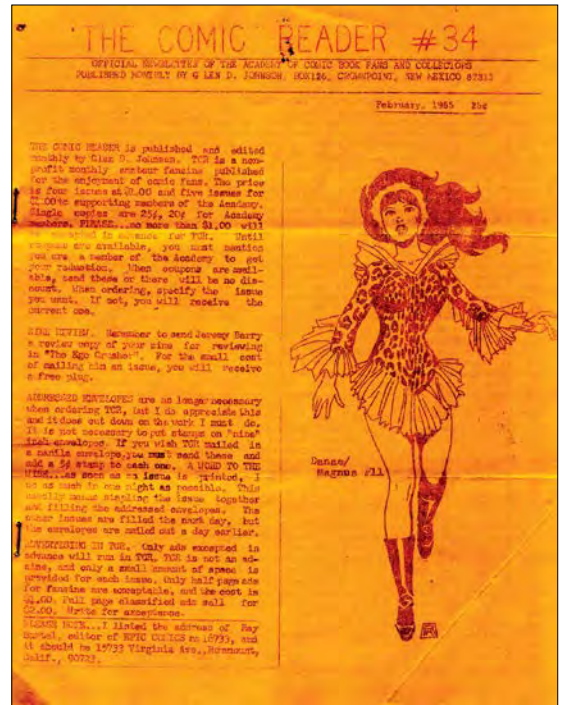 THE COMIC READER #34
OFFICIAL NEWSLETTER OF THE ACADEMY OF COMIC BOOK FANS AND COLLECTORS
PUBLISHED MONTHLY BY G LEN D. JOHNSON, BOX126, CROWNPOINT, NEW MEXICO 87313
February, 1965 25¢
THE COMIC READER is published and edited
monthly by Glen D. Johnson. TCR is a non-
profit monthly amateur fanzine published
for the enjoyment of comic fans. The price
is four issues at $1.00 and five issues for
$1.00 to supporting members of the Academy.
Single copies are 25¢, 20¢ for Academy
members. PLEASE...no more than $1.00 will
be accepted in advance for TCR. Until
coupons are available, you must mention
you are a member of the Academy to get
your reduction. When coupons are avail-
able, send these or there will be no dis-
count. When ordering, specify the issue
you want. If not, you will receive the
current one.
ZINE REVIEW. Remember to send Jeremy Barry
a review copy of your zine for reviewing
in "The Ego Crusher". For the small cost
of mailing him an issue, you will receive
a free plug.
ADDRESSED ENVELOPES are no longer necessary
when ordering TCR, but I do appreciate this
and it does cut down on the work I must do.
It is not necessary to put stamps on "nine"
inch envelopes. If you wish TCR mailed in
a manila envelope, you must send these and
add a 5¢ stamp to each one. A WORD TO THE
WISE...as soon as an issue is printed, I
do as much in one night as possible. This
usually means stapling the issue together
and filling the addressed envelopes. The
other issues are filled the next day, but
the envelopes are mailed out a day earlier.
ADVERTISING IN TCR. Only ads excepted in
advance will run in TCR. TCR is not an ad-
zine, and only a small amount of space is
provided for each issue. Only half page ads
for fanzine are acceptable, and the cost is
$1.00. Full page classified ads sell for
$2.00. Write for acceptance.
PLEASE NOTE...I listed the address of Ray
editor of EPIC COMICS as 16733, and
it should be 15733 Virginia Ave., Paramount,
Calif., 90723.
Danae/
Magnus #11